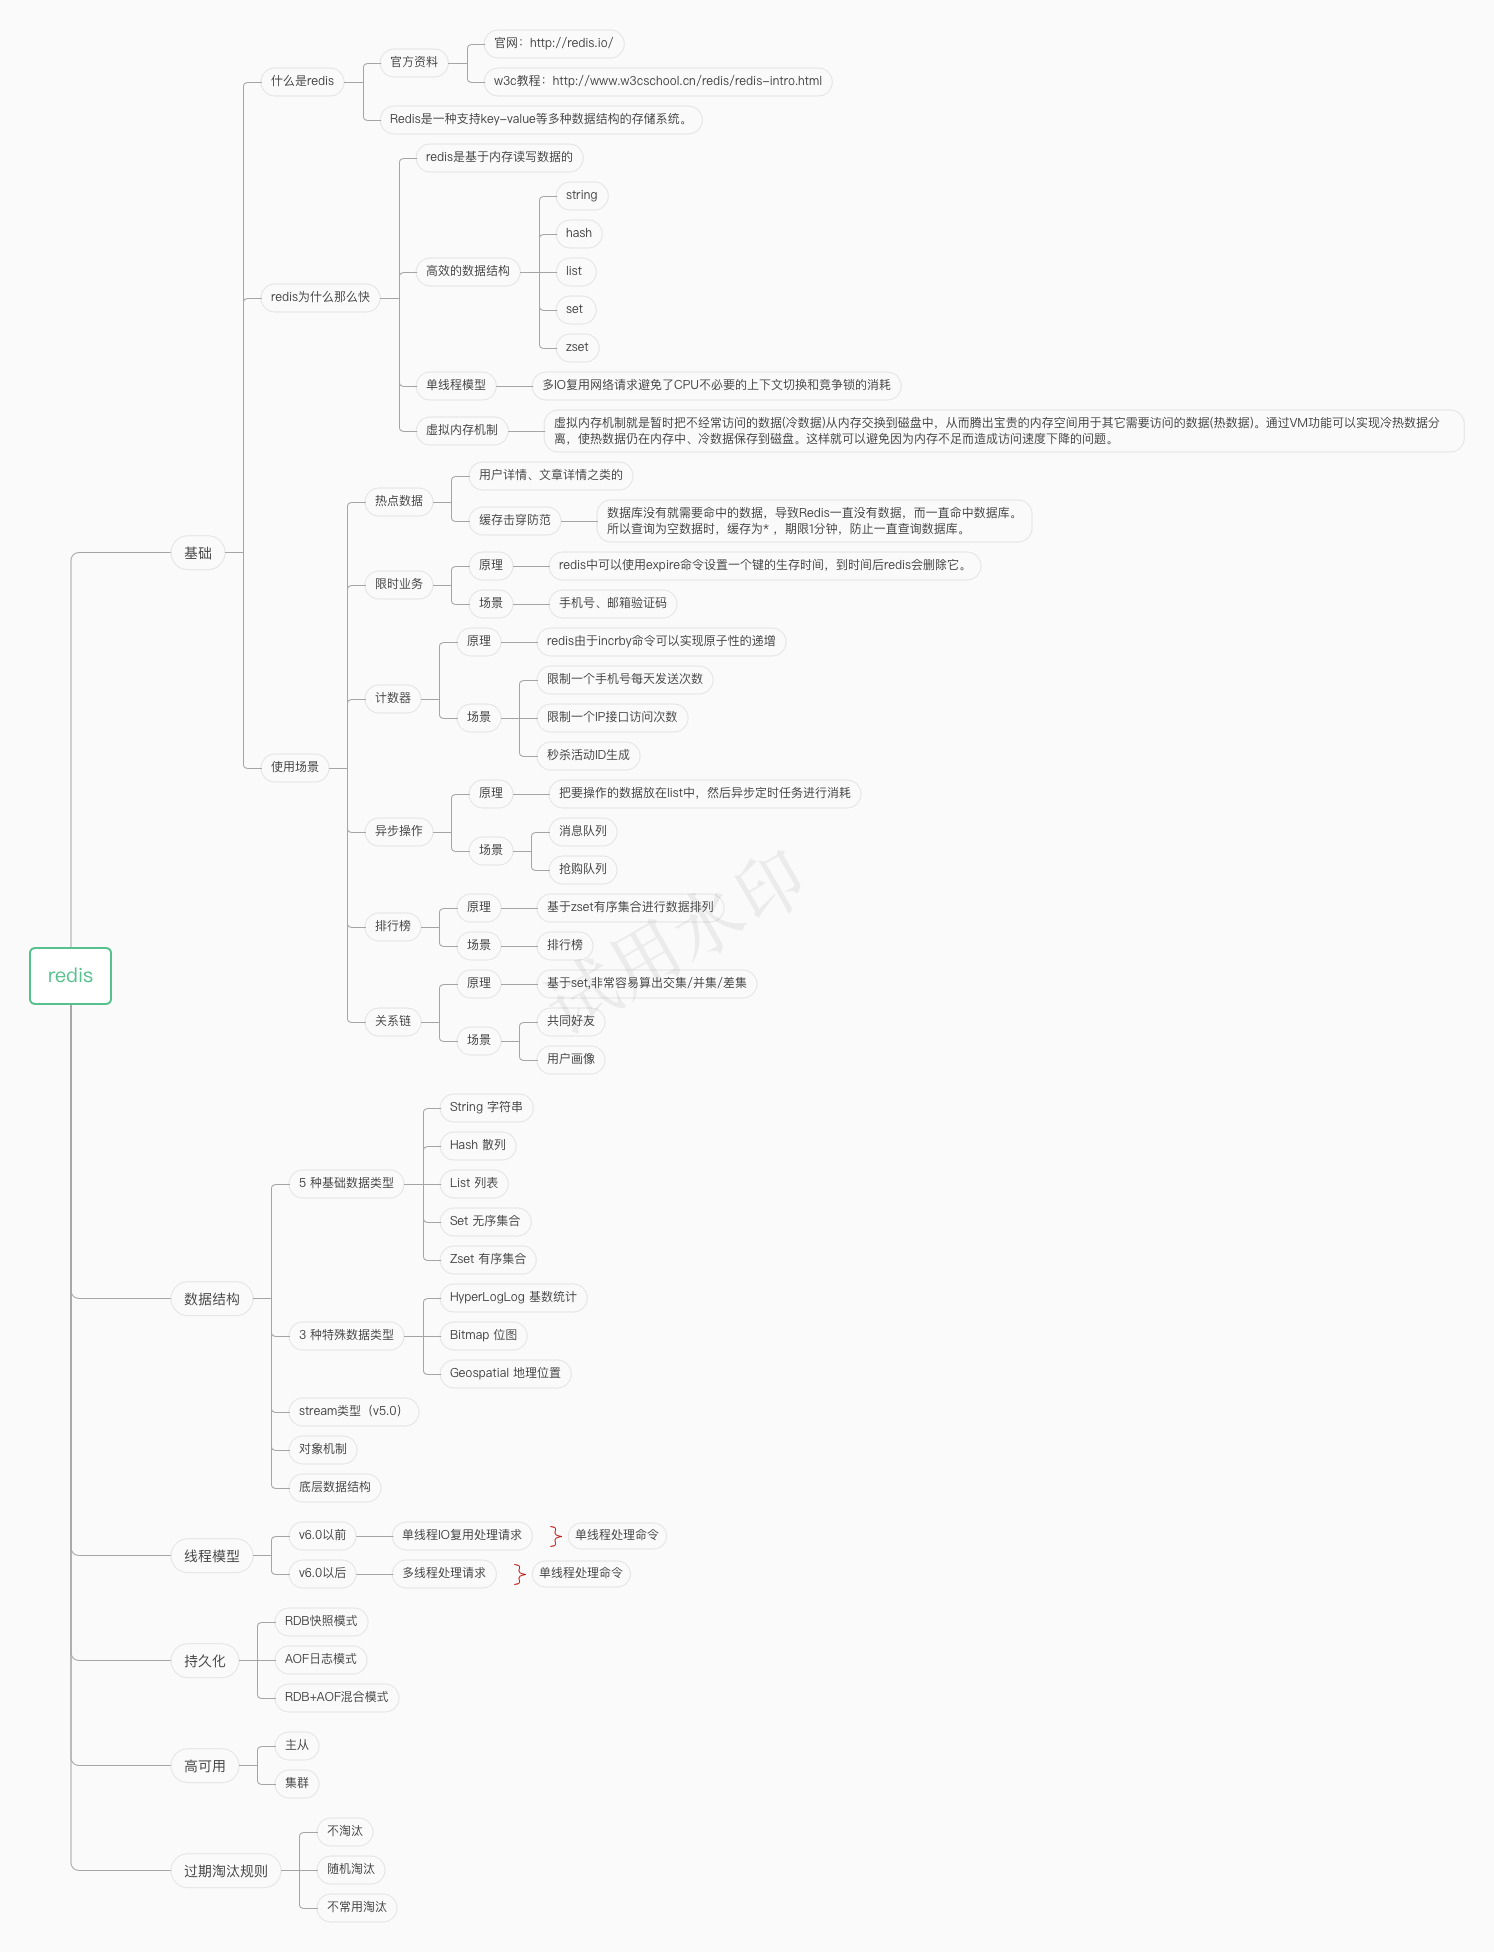 redis
基础
什么是redis
官方资料
官网：http://redis.io/
w3c教程：http://www.w3cschool.cn/redis/redis-intro.html
Redis是一种支持key-value等多种数据结构的存储系统。
redis为什么那么快
redis是基于内存读写数据的
高效的数据结构
string
hash
list
set
zset
单线程模型
多IO复用网络请求避免了CPU不必要的上下文切换和竞争锁的消耗
虚拟内存机制
虚拟内存机制就是暂时把不经常访问的数据(冷数据)从内存交换到磁盘中，从而腾出宝贵的内存空间用于其它需要访问的数据(热数据)。通过VM功能可以实现冷热数据分
离，使热数据仍在内存中、冷数据保存到磁盘。这样就可以避免因为内存不足而造成访问速度下降的问题。
使用场景
热点数据
用户详情、文章详情之类的
缓存击穿防范
数据库没有就需要命中的数据，导致Redis一直没有数据，而一直命中数据库。
所以查询为空数据时，缓存为* ，期限1分钟，防止一直查询数据库。
限时业务
原理
redis中可以使用expire命令设置一个键的生存时间，到时间后redis会删除它。
场景
手机号、邮箱验证码
计数器
原理
redis由于incrby命令可以实现原子性的递增
场景
限制一个手机号每天发送次数
限制一个IP接口访问次数
秒杀活动ID生成
异步操作
原理
把要操作的数据放在list中，然后异步定时任务进行消耗
场景
消息队列
抢购队列
排行榜
原理
基于zset有序集合进行数据排列
场景
排行榜
关系链
原理
基于set,非常容易算出交集/并集/差集
场景
共同好友
用户画像
试用水印
数据结构
5 种基础数据类型
String 字符串
Hash 散列
List 列表
Set 无序集合
Zset 有序集合
3 种特殊数据类型
HyperLogLog 基数统计
Bitmap 位图
Geospatial 地理位置
stream类型（v5.0）
对象机制
底层数据结构
线程模型
v6.0以前
单线程IO复用处理请求
单线程处理命令
v6.0以后
多线程处理请求
单线程处理命令
持久化
RDB快照模式
AOF日志模式
RDB+AOF混合模式
高可用
主从
集群
过期淘汰规则
不淘汰
随机淘汰
不常用淘汰